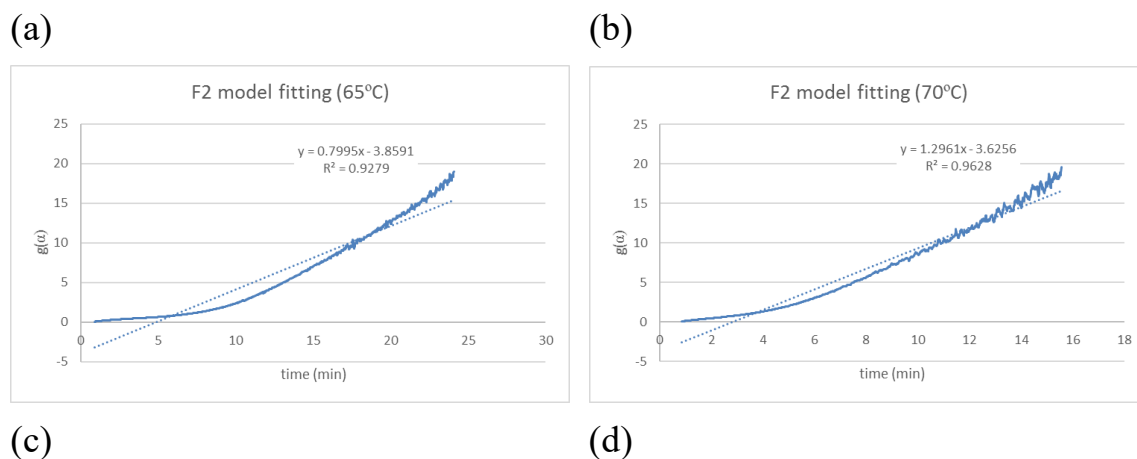 (a)
(b)
F2 model fitting (65ºC)
25
20
15
10
5
0
-5
g(α)
y = 0.7995x - 3.8591
R² = 0.9279
0 5 10 15 20 25 30
time (min)
F2 model fitting (70ºC)
25
20
15
10
5
0
-5
g(α)
y = 1.2961x - 3.6256
R² = 0.9628
0 2 4 6 8 10 12 14 16 18
time (min)
(c)
(d)